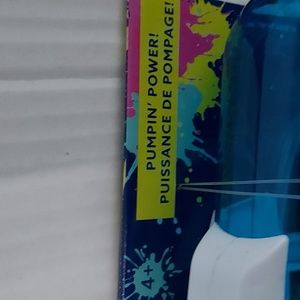 PUMPIN' POWER!
PUISSANCE DE POMPAGE!
4+